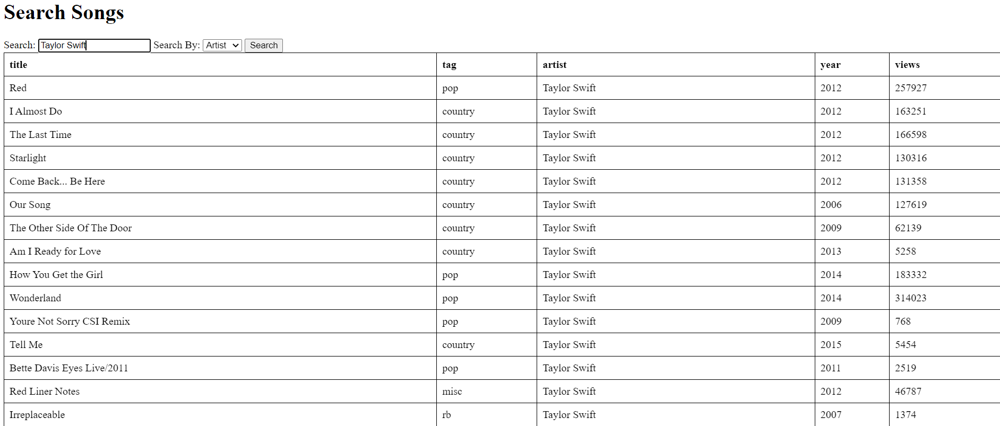 Search Songs
Search: Taylor Swift Search By: Artist Search
title tag artist year views
Red pop Taylor Swift 2012 257927
I Almost Do country Taylor Swift 2012 163251
The Last Time country Taylor Swift 2012 166598
Starlight country Taylor Swift 2012 130316
Come Back... Be Here country Taylor Swift 2012 131358
Our Song country Taylor Swift 2006 127619
The Other Side Of The Door country Taylor Swift 2009 62139
Am I Ready for Love country Taylor Swift 2013 5258
How You Get the Girl pop Taylor Swift 2014 183332
Wonderland pop Taylor Swift 2014 314023
Youre Not Sorry CSI Remix pop Taylor Swift 2009 768
Tell Me country Taylor Swift 2015 5454
Bette Davis Eyes Live/2011 pop Taylor Swift 2011 2519
Red Liner Notes misc Taylor Swift 2012 46787
Irreplaceable rb Taylor Swift 2007 1374